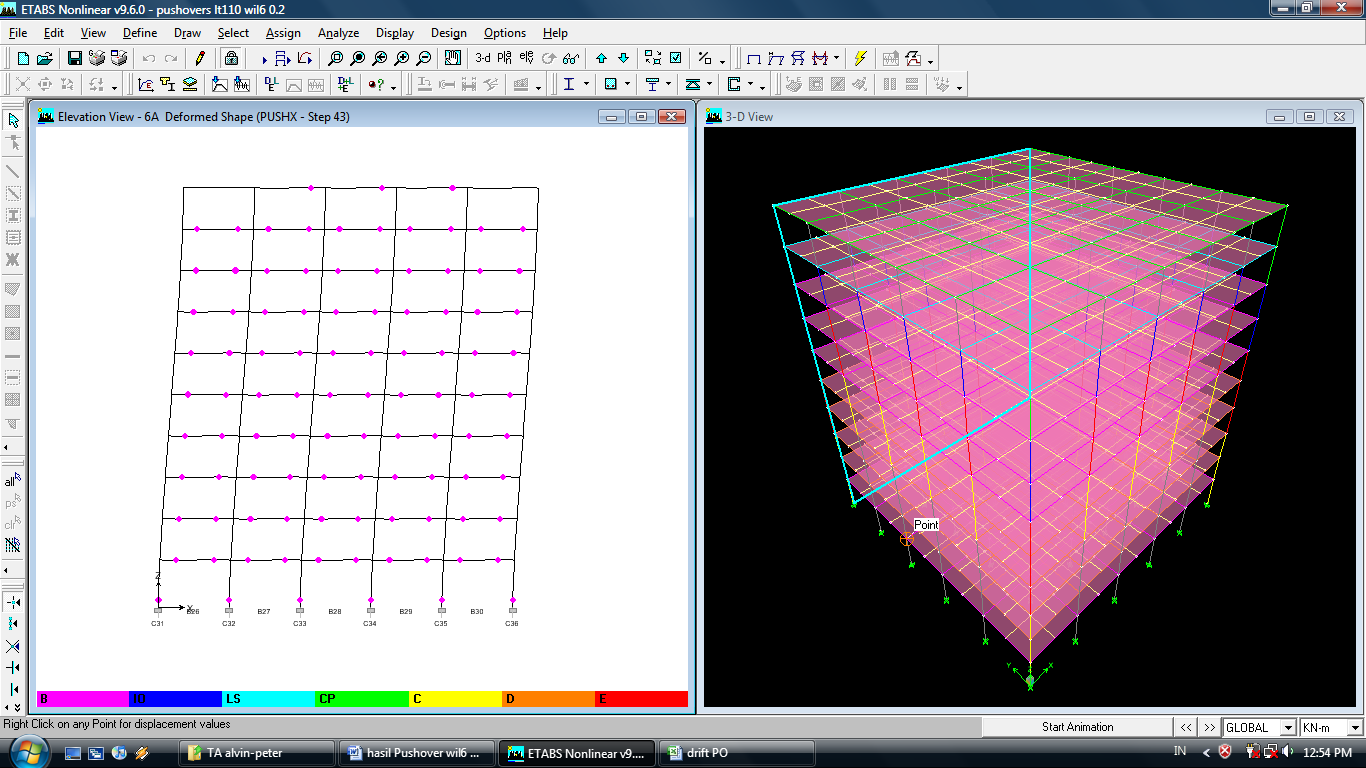 ETABS Nonlinear v9.6.0 - pushovers lt110 wil6 0.2
File Edit View Define Draw Select Assign Analyze Display Design Options Help
3-d
Elevation View - 6A Deformed Shape (PUSHX - Step 43)
3-D View
Point
Z
X
B27 B28 B29 B30
C31 C32 C33 C34 C35 C36
Y X
B IO LS CP C D E
all
ps
clr
Right Click on any Point for displacement values
Start Animation << >> GLOBAL KN-m
TA alvin-peter
hasil Pushover wil6 ...
ETABS Nonlinear v9....
drift PO
IN
12:54 PM